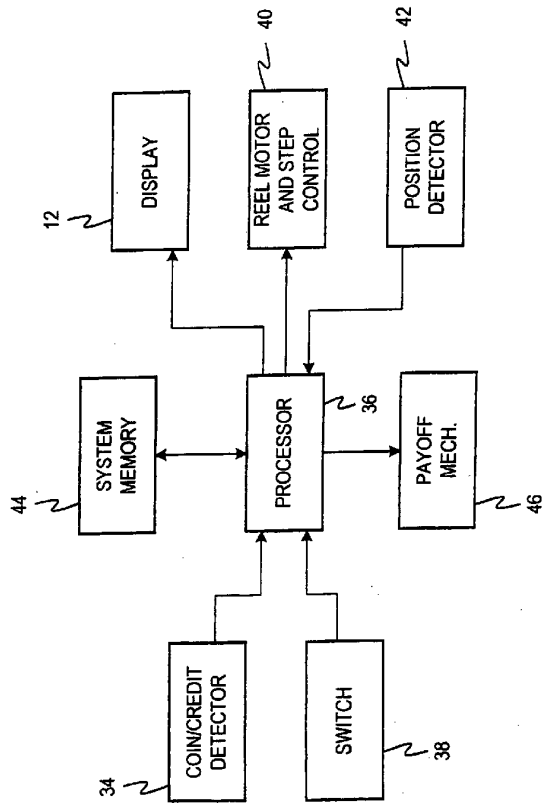 44
SYSTEM
MEMORY
12
DISPLAY
34
COIN/CREDIT
DETECTOR
PROCESSOR
36
REEL MOTOR
AND STEP
CONTROL
40
38
SWITCH
PAYOFF
MECH.
46
POSITION
DETECTOR
42